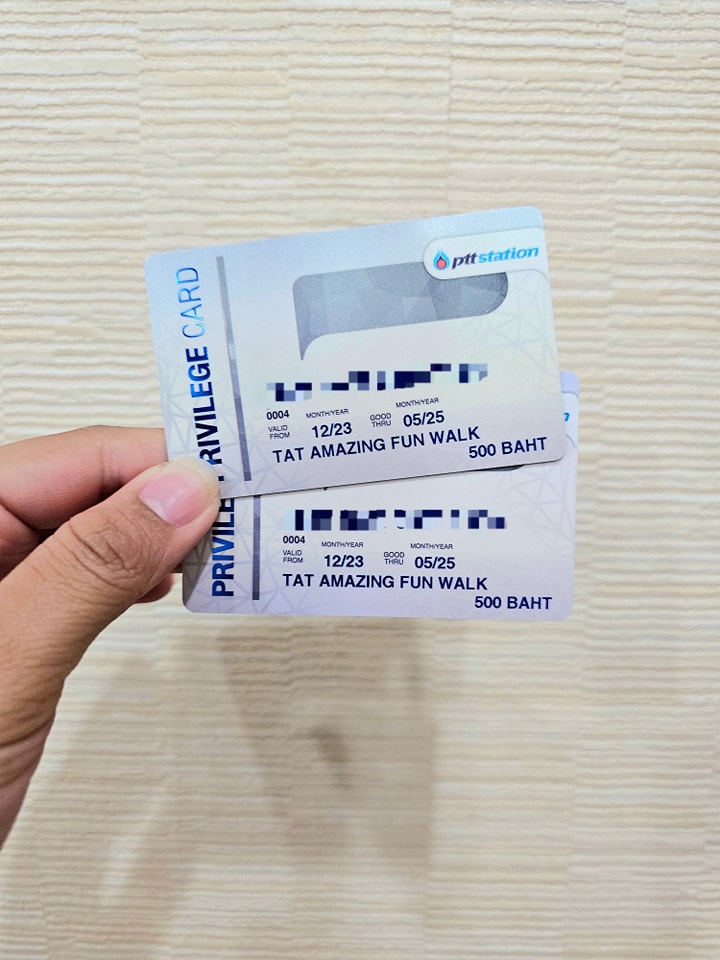 PRIVILEGE CARD
ptt station
0004
MONTH/YEAR
MONTH/YEAR
VALID FROM
12/23
GOOD THRU
05/25
TAT AMAZING FUN WALK
500 BAHT
PRIVILE
n
0004
MONTH/YEAR
MONTH/YEAR
VALID FROM
12/23
GOOD THRU
05/25
TAT AMAZING FUN WALK
500 BAHT